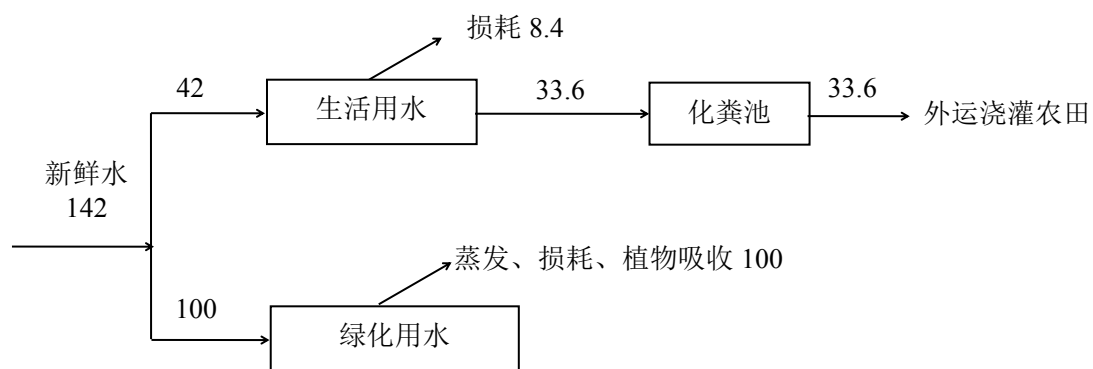 损耗 8.4
42
生活用水
33.6
化粪池
33.6
外运浇灌农田
新鲜水
142
蒸发、损耗、植物吸收 100
100
绿化用水